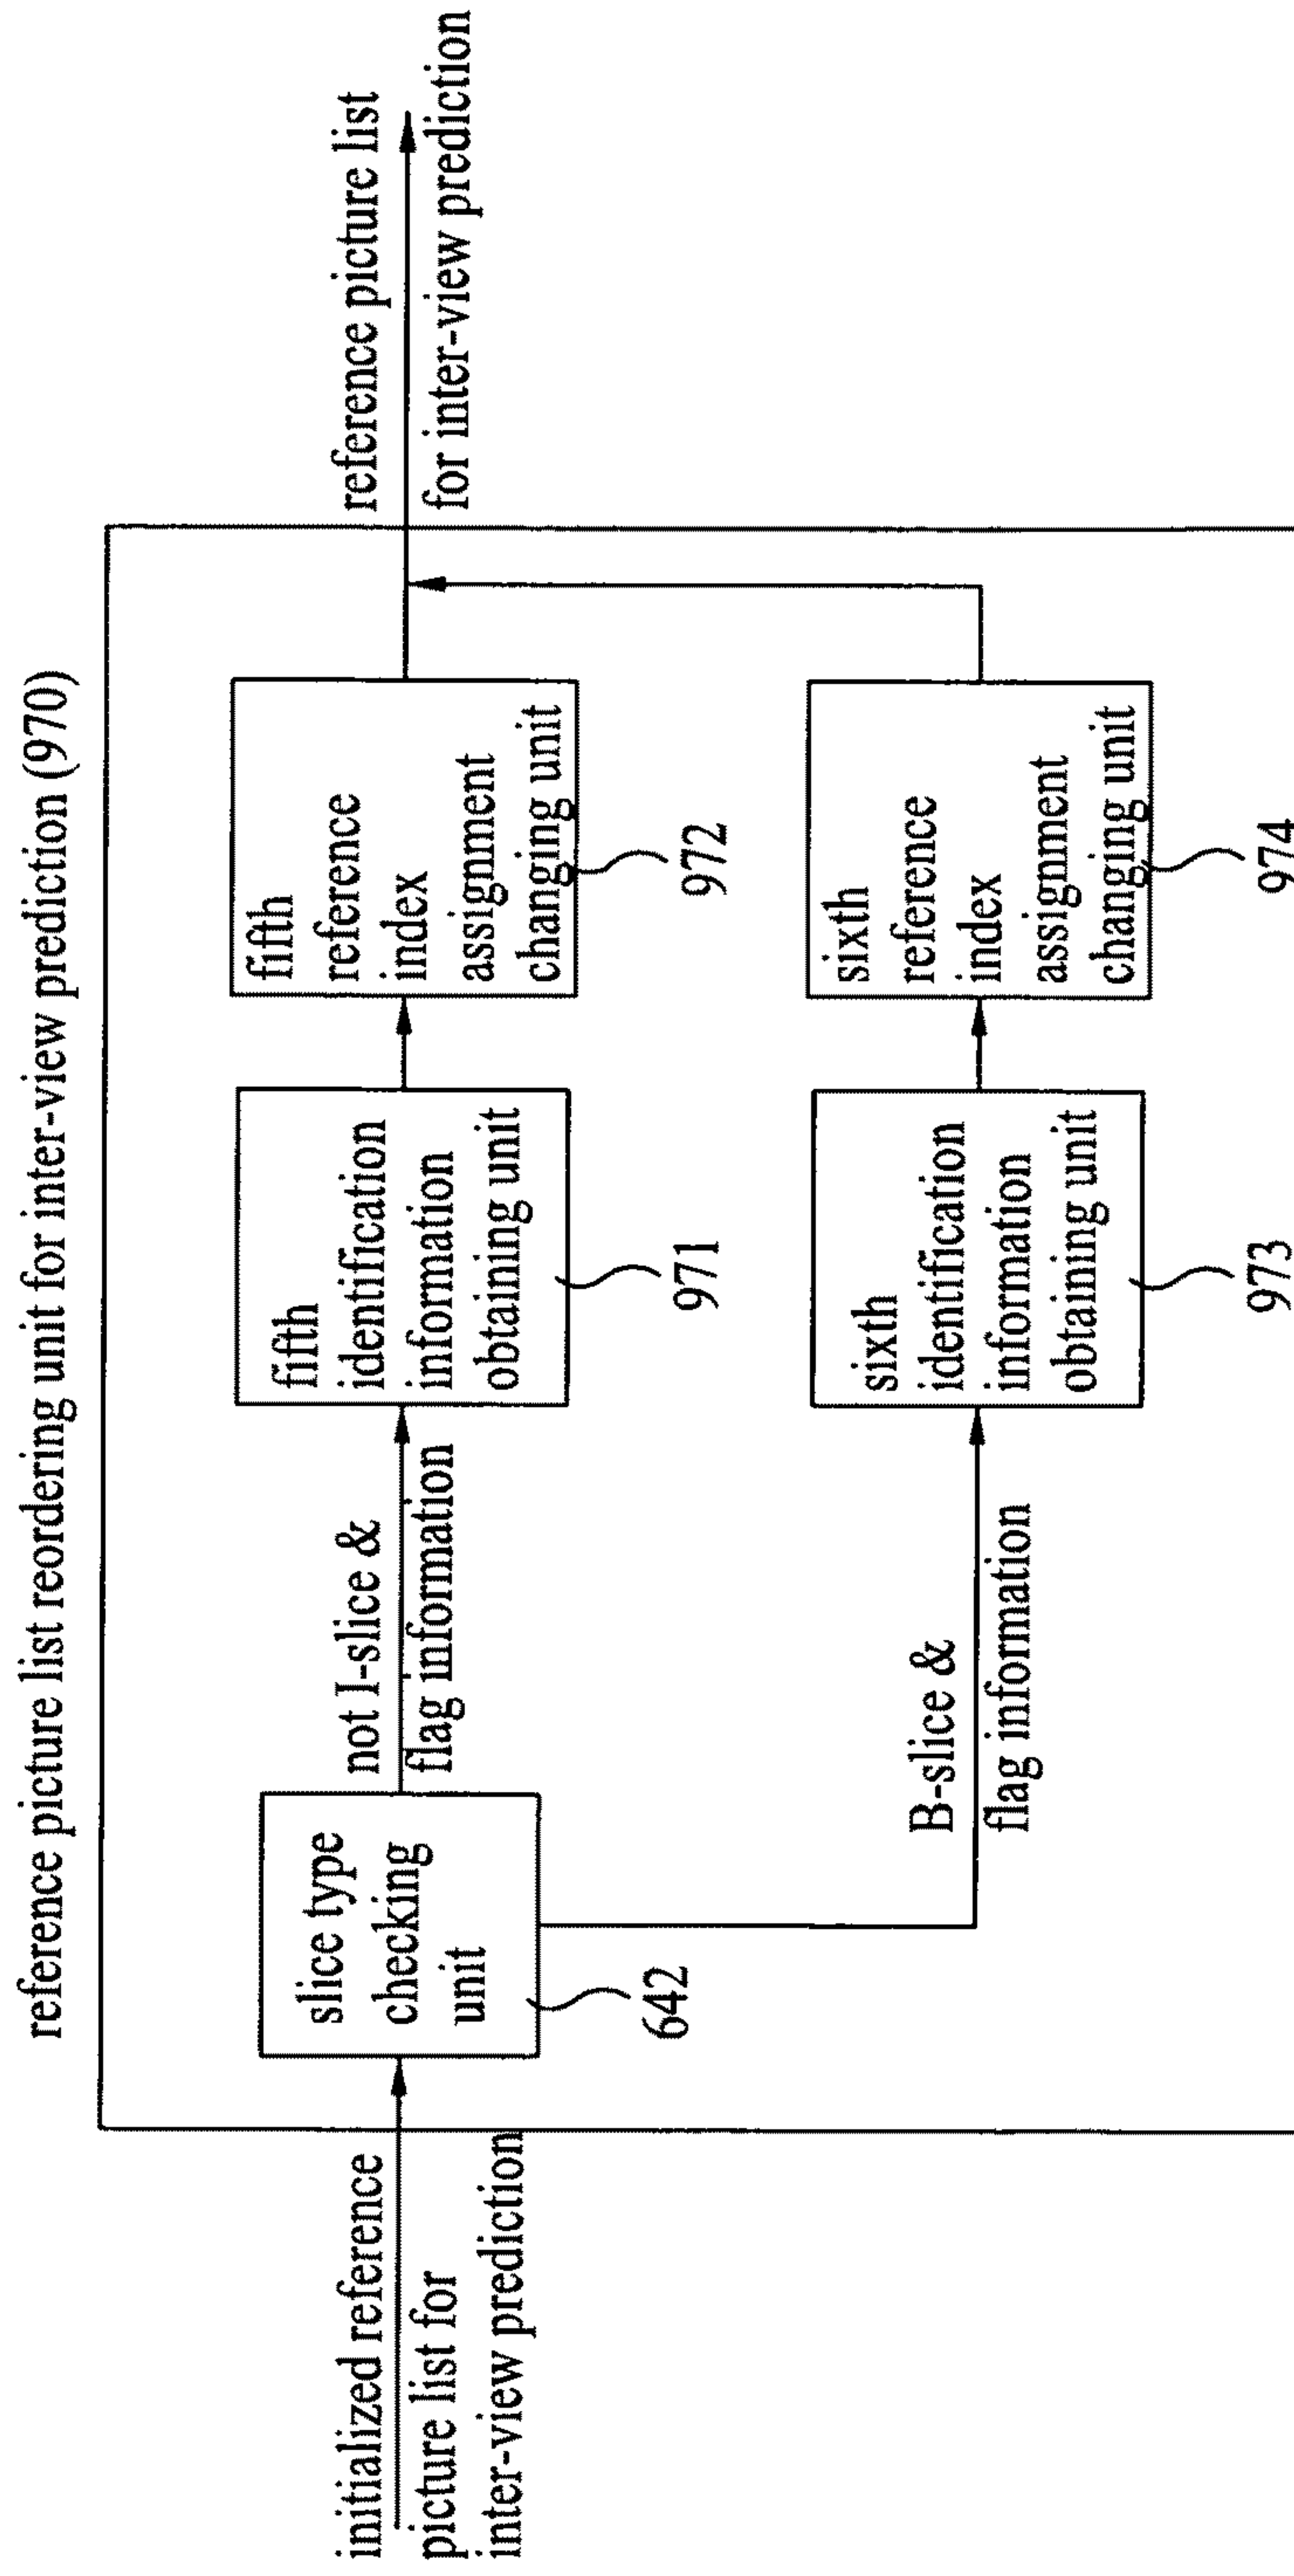 reference picture list reordering unit for inter-view prediction (970)
initialized reference
picture list for
inter-view prediction
slice type
checking
unit
642
not I-slice &
flag information
B-slice &
flag information
fifth
identification
information
obtaining unit
971
sixth
identification
information
obtaining unit
973
fifth
reference
index
assignment
changing unit
972
sixth
reference
index
assignment
changing unit
974
reference picture list
for inter-view prediction